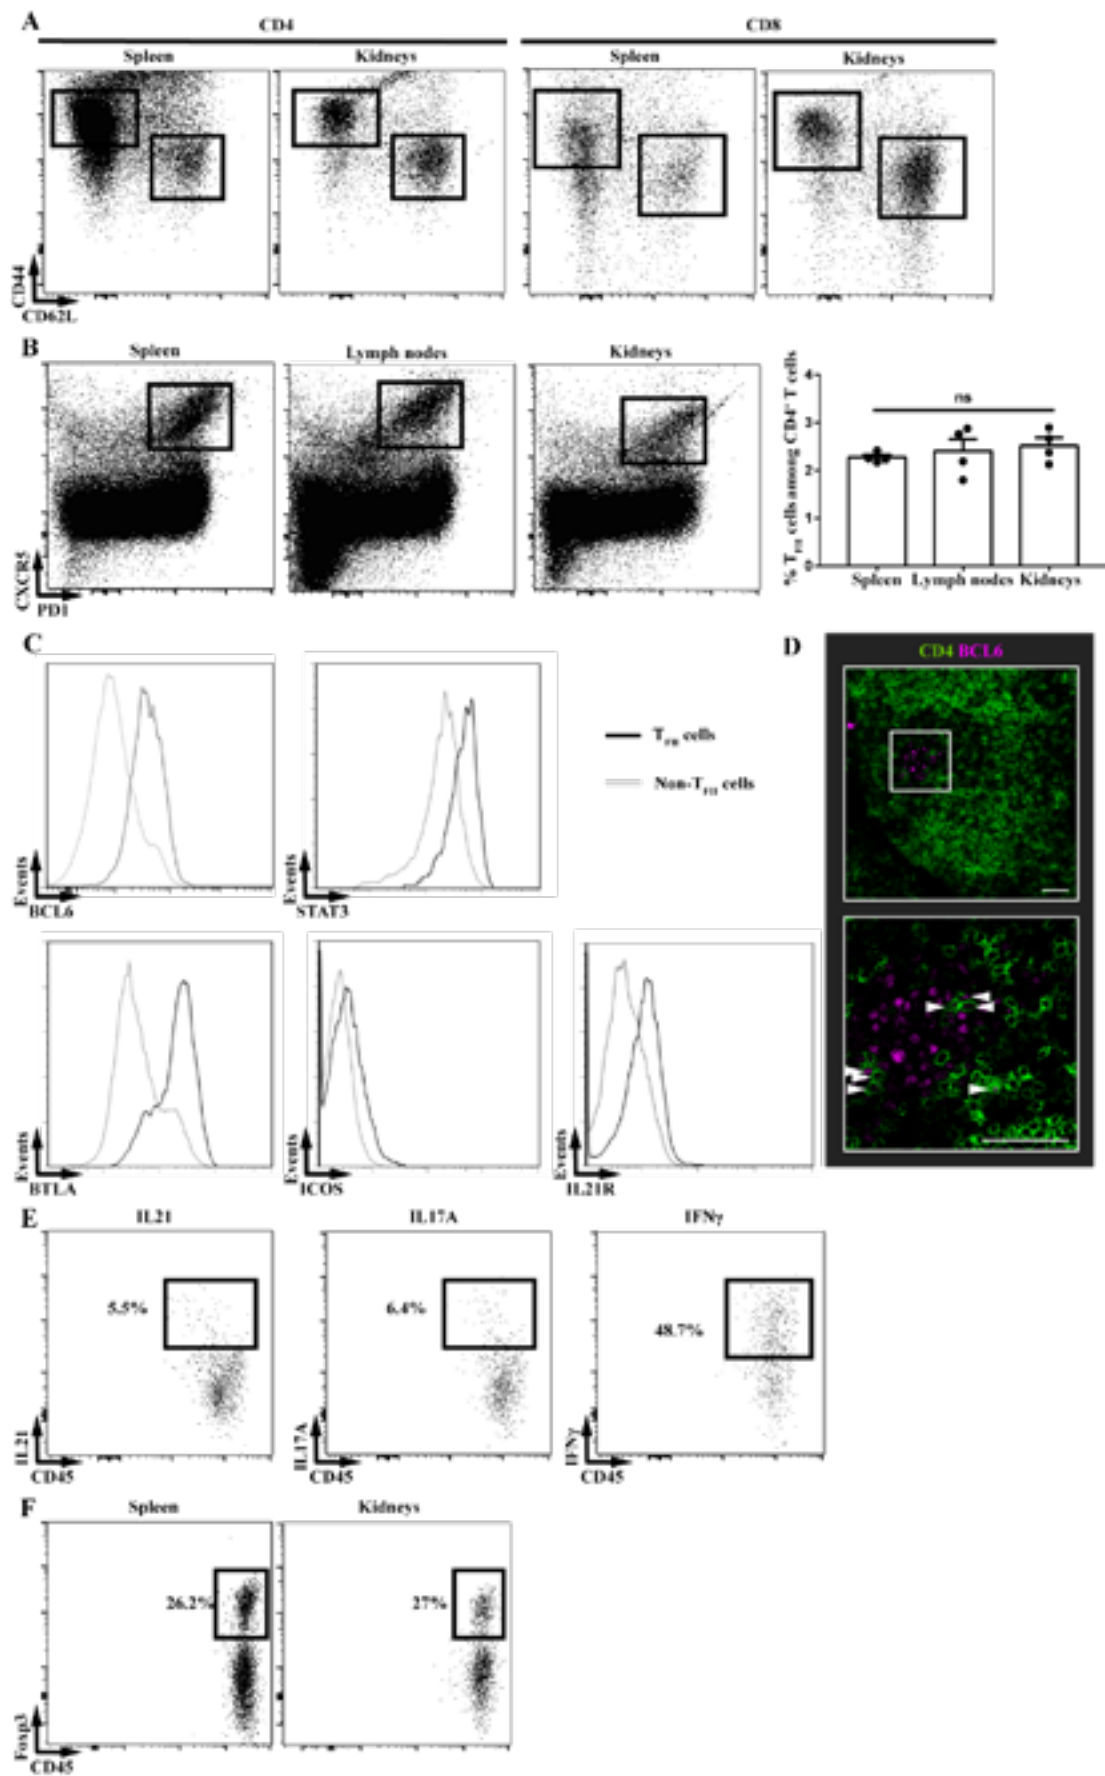 A
CD4
CD8
Spleen
Kidneys
Spleen
Kidneys
CD44
CD62L
B
Spleen
Lymph nodes
Kidneys
CXCR5
PD1
% TFH cells among CD4+ T cells
4
3
2
1
0
ns
Spleen
Lymph nodes
Kidneys
C
D
CD4 BCL6
TFH cells
Non-TFH cells
Events
BCL6
Events
STAT3
Events
BTLA
Events
ICOS
Events
IL21R
E
IL21
IL17A
IFNγ
5.5%
6.4%
48.7%
IL21
CD45
IL17A
CD45
IFNγ
CD45
F
Spleen
Kidneys
26.2%
27%
Foxp3
CD45